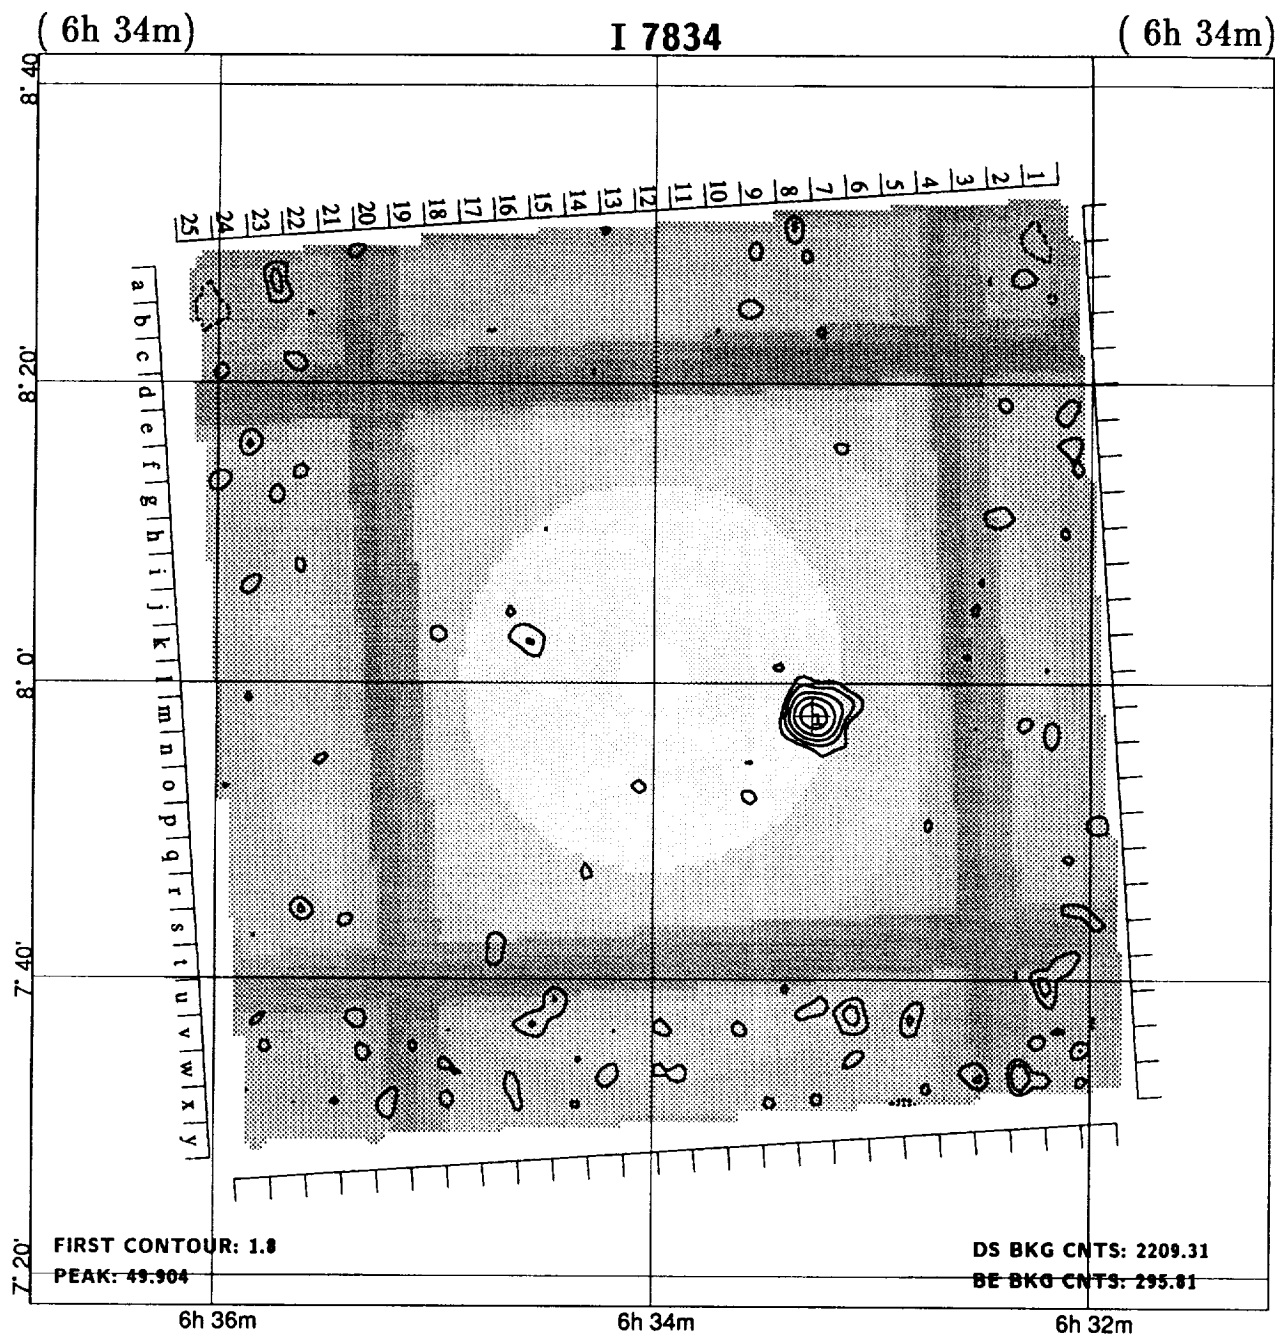 ( 6h 34m) I 7834 ( 6h 34m)
8° 40
25 24 23 22 21 20 19 18 17 16 15 14 13 12 11 10 9 8 7 6 5 4 3 2 1
a b c d e f g h i j k l m n o p q r s t u v w x y
8° 20'
8° 0'
1
7° 40'
7° 20'
FIRST CONTOUR: 1.8
PEAK: 49.904
DS BKG CNTS: 2209.31
BE BKG CNTS: 295.81
6h 36m 6h 34m 6h 32m